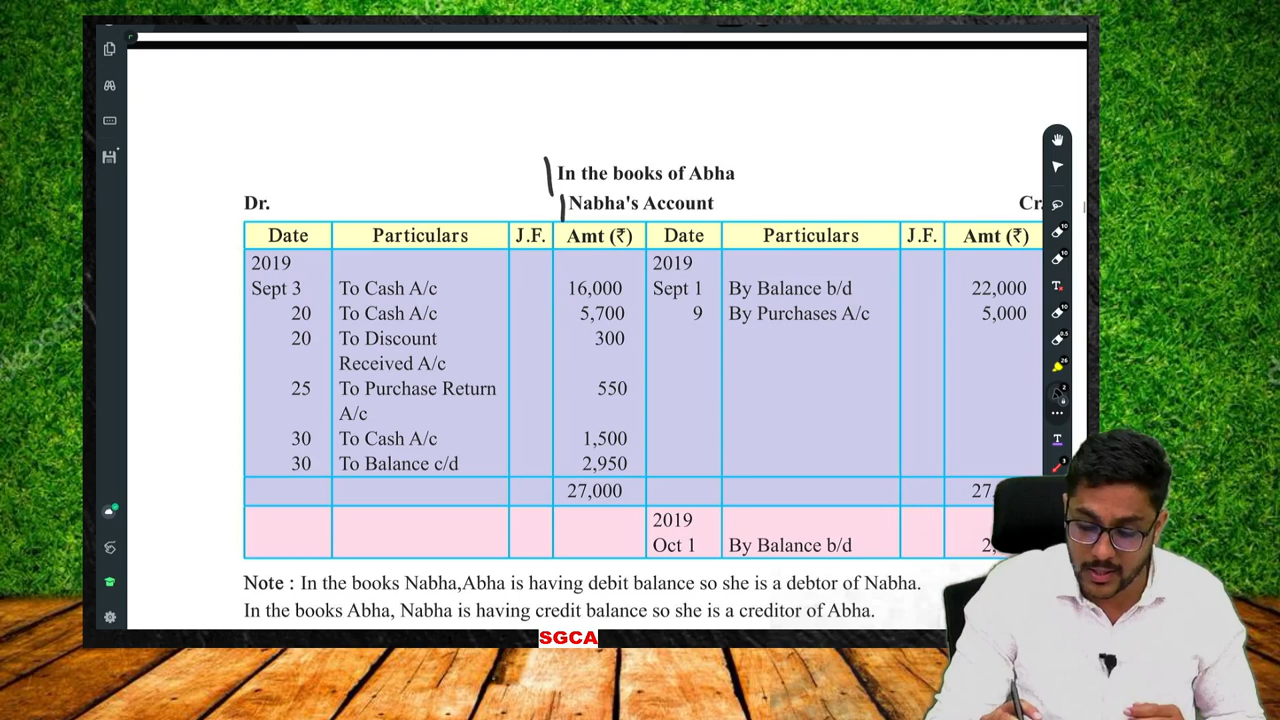 In the books of Abha
Dr. Nabha's Account Cr.
Date Particulars J.F. Amt (₹) Date Particulars J.F. Amt (₹)
2019 2019
Sept 3 To Cash A/c 16,000 Sept 1 By Balance b/d 22,000
20 To Cash A/c 5,700 9 By Purchases A/c 5,000
20 To Discount 300
Received A/c
25 To Purchase Return 550
A/c
30 To Cash A/c 1,500
30 To Balance c/d 2,950
27,000 27,
2019
Oct 1 By Balance b/d 2,
Note : In the books Nabha,Abha is having debit balance so she is a debtor of Nabha.
In the books Abha, Nabha is having credit balance so she is a creditor of Abha.
SGCA